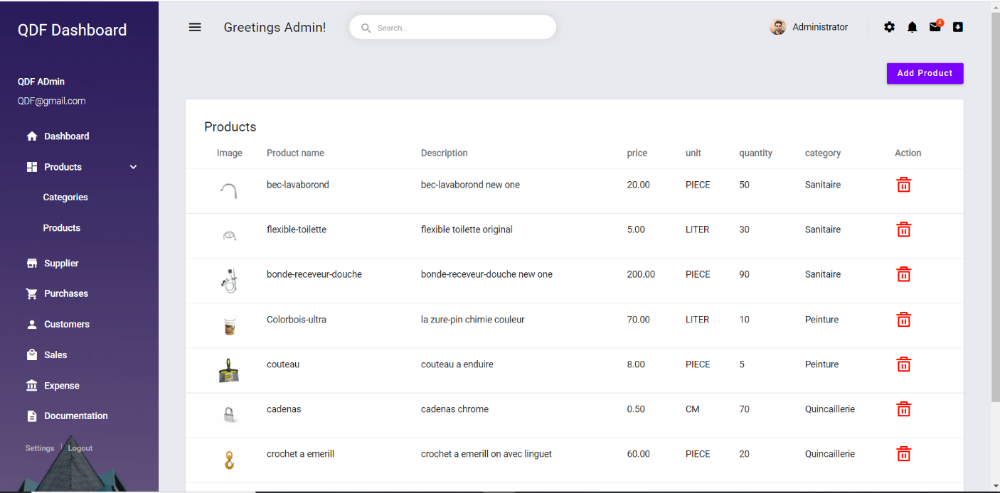 QDF Dashboard
Greetings Admin!
Search..
Administrator
3
QDF ADmin
QDF@gmail.com
Dashboard
Products
Categories
Products
Supplier
Purchases
Customers
Sales
Expense
Documentation
Settings | Logout
Add Product
Products
Image Product name Description price unit quantity category Action
bec-lavaborond bec-lavaborond new one 20.00 PIECE 50 Sanitaire
flexible-toilette flexible toilette original 5.00 LITER 30 Sanitaire
bonde-receveur-douche bonde-receveur-douche new one 200.00 PIECE 90 Sanitaire
Colorbois-ultra la zure-pin chimie couleur 70.00 LITER 10 Peinture
couteau couteau a enduire 8.00 PIECE 5 Peinture
cadenas cadenas chrome 0.50 CM 70 Quincaillerie
crochet a emerill crochet a emerill on avec linguet 60.00 PIECE 20 Quincaillerie